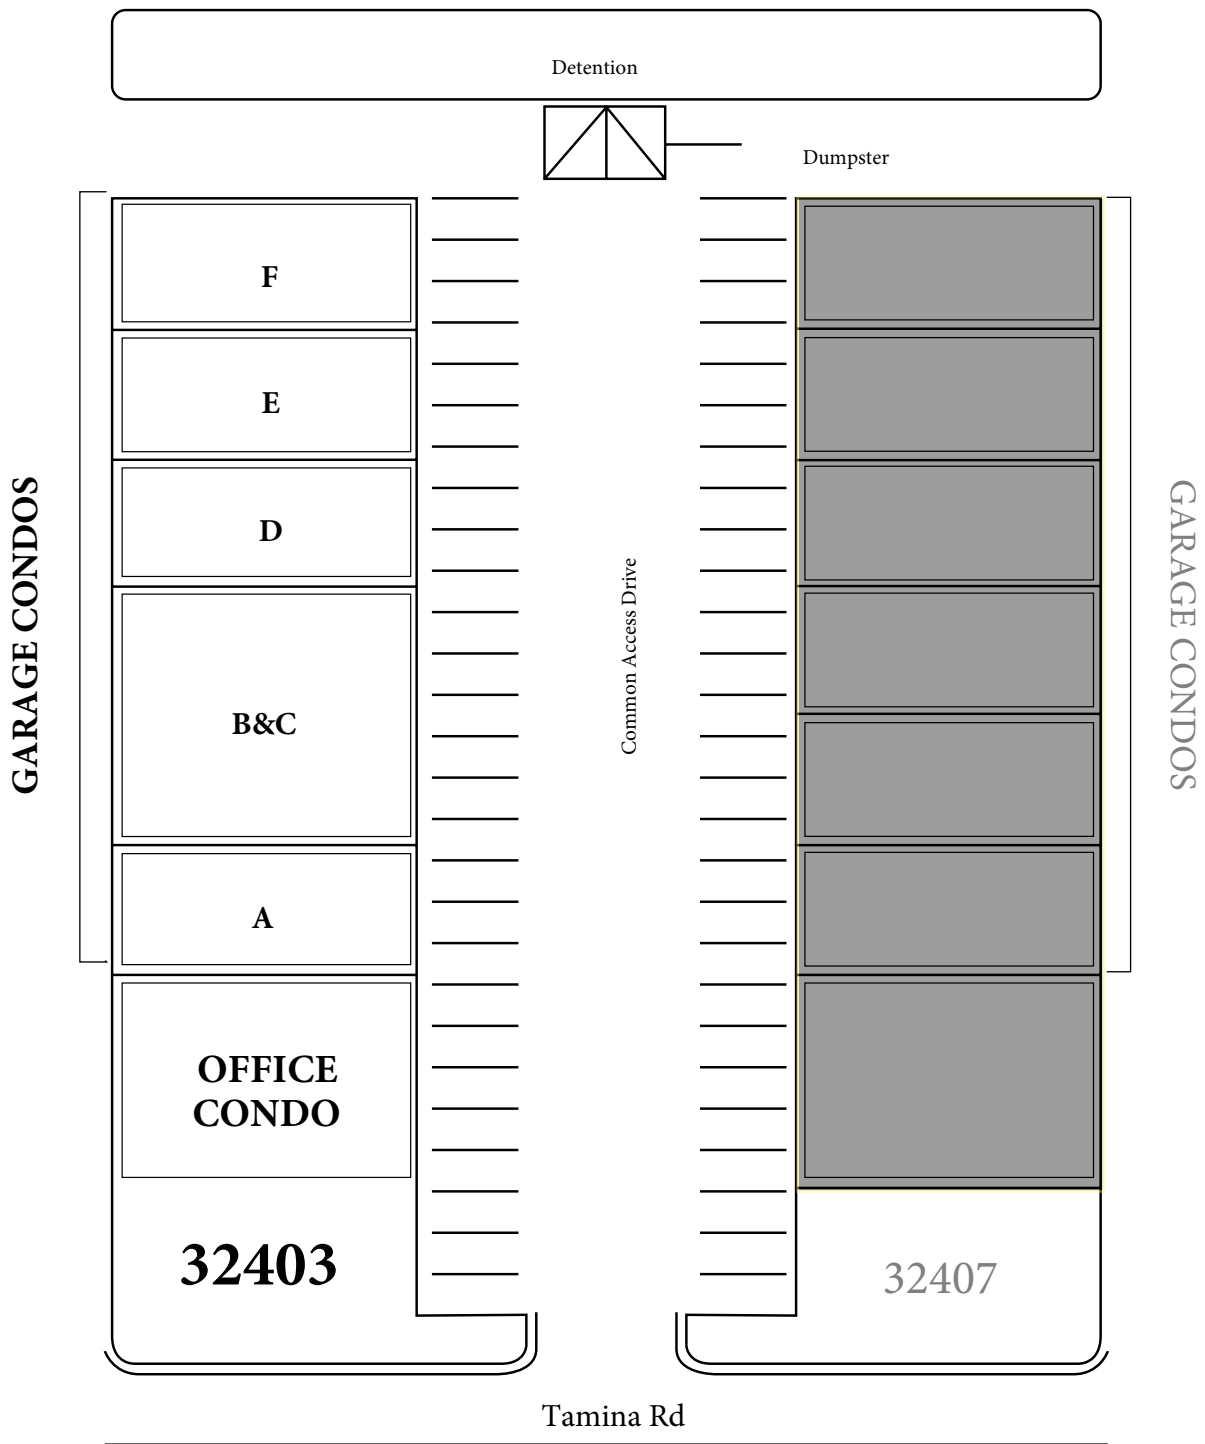 Detention
Dumpster
GARAGE CONDOS
F
E
D
B&C
A
OFFICE
CONDO
32403
Common Access Drive
GARAGE CONDOS
32407
Tamina Rd